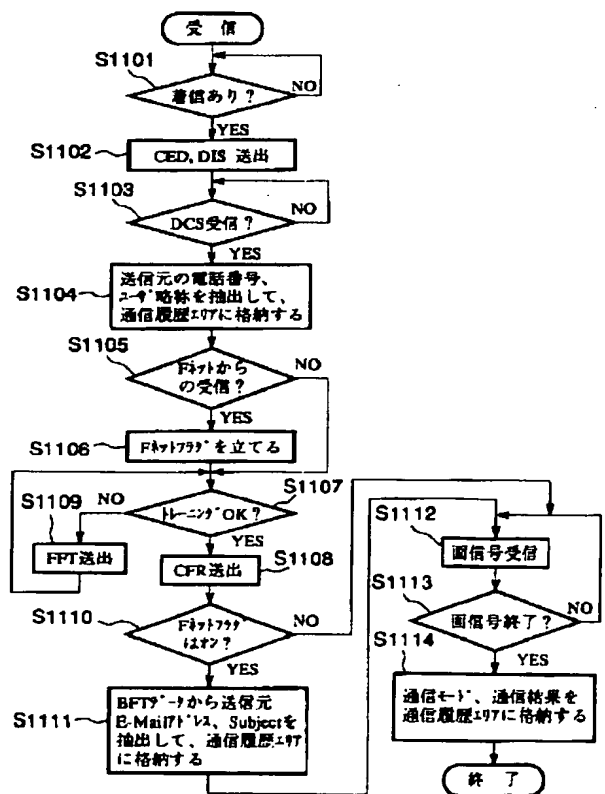 受信
S1101
着信あり?
NO
YES
S1102
CED, DIS 送出
S1103
DCS受信?
NO
YES
S1104
送信元の電話番号、
ユーザ略称を抽出して、
通信履歴エリアに格納する
S1105
Fネットから
の受信?
NO
YES
S1106
Fネットフラグを立てる
S1107
トレーニングOK?
NO
YES
S1109
FFT送出
S1108
CFR送出
S1110
Fネットフラグ
はオン?
NO
YES
S1111
BFTデータから送信元
E-Mailアドレス、Subjectを
抽出して、通信履歴エリア
に格納する
S1112
画信号受信
S1113
画信号終了?
NO
YES
S1114
通信モード、通信結果を
通信履歴エリアに格納する
終了